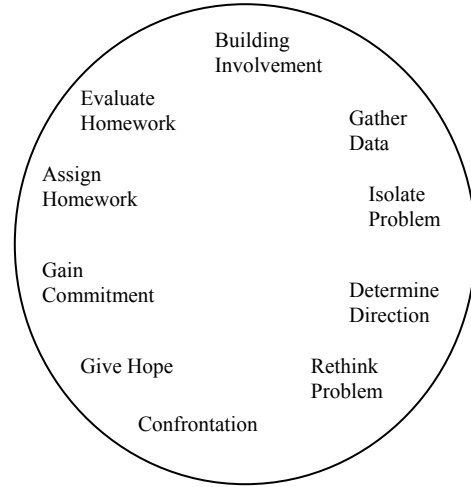 Building
Involvement
Gather
Data
Isolate
Problem
Determine
Direction
Rethink
Problem
Confrontation
Give Hope
Gain
Commitment
Assign
Homework
Evaluate
Homework